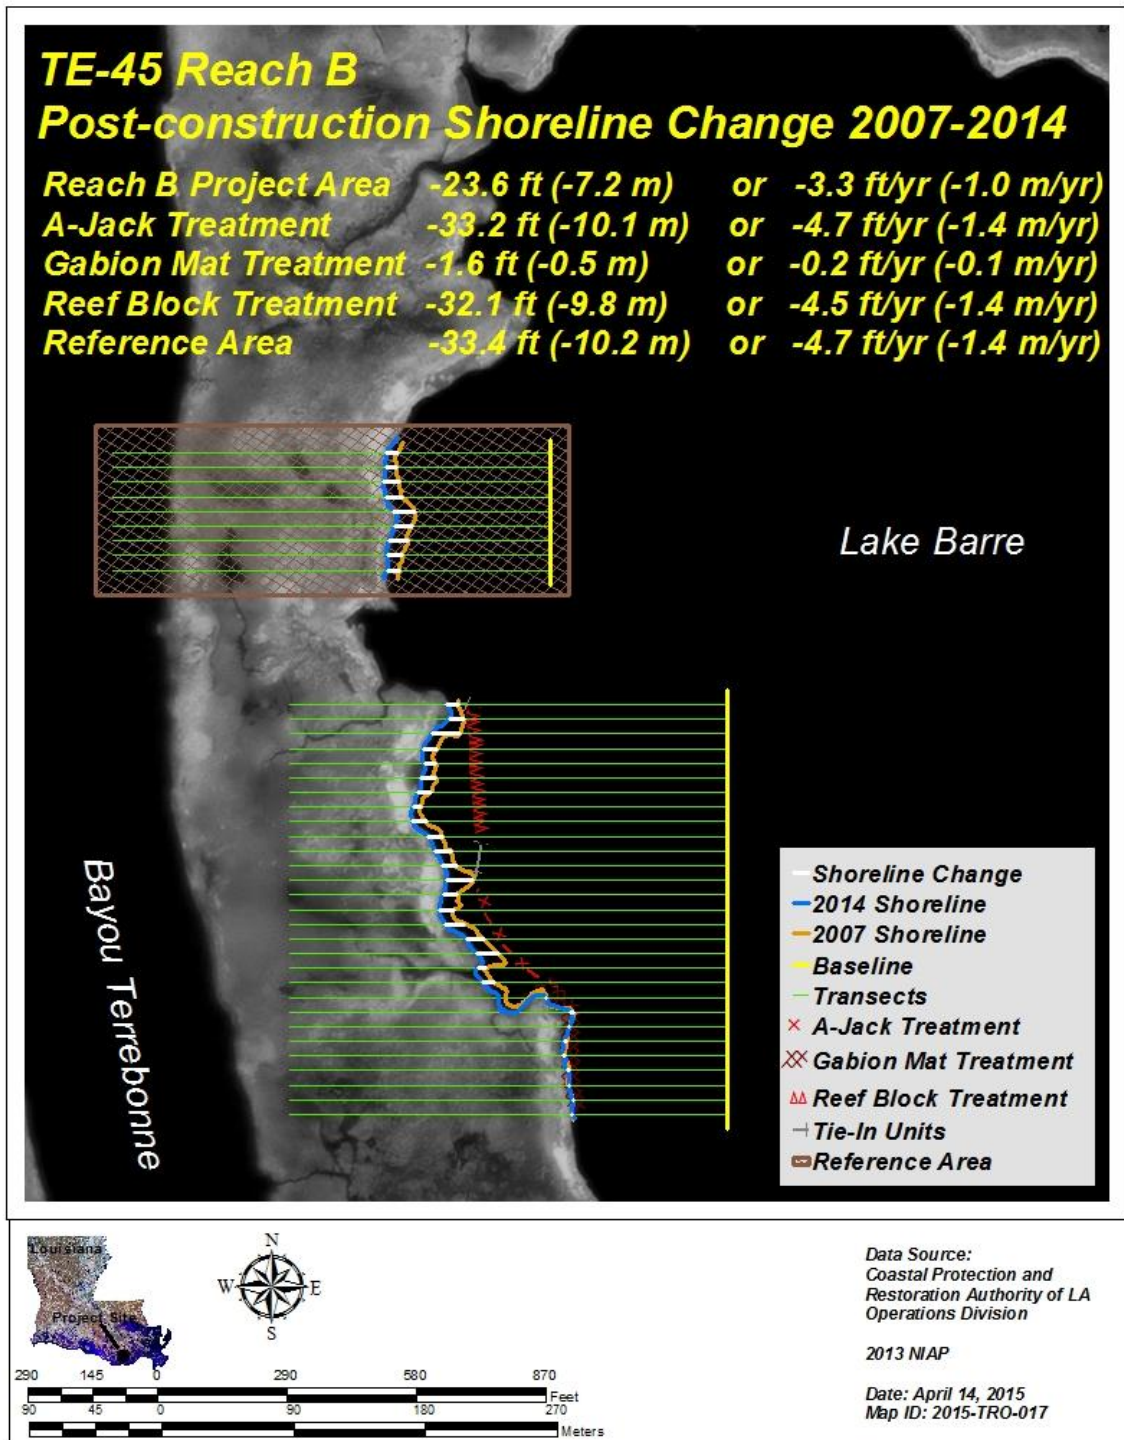 TE-45 Reach B
Post-construction Shoreline Change 2007-2014
Reach B Project Area -23.6 ft (-7.2 m) or -3.3 ft/yr (-1.0 m/yr)
A-Jack Treatment -33.2 ft (-10.1 m) or -4.7 ft/yr (-1.4 m/yr)
Gabion Mat Treatment -1.6 ft (-0.5 m) or -0.2 ft/yr (-0.1 m/yr)
Reef Block Treatment -32.1 ft (-9.8 m) or -4.5 ft/yr (-1.4 m/yr)
Reference Area -33.4 ft (-10.2 m) or -4.7 ft/yr (-1.4 m/yr)
Lake Barre
Bayou Terrebonne
Shoreline Change
2014 Shoreline
2007 Shoreline
Baseline
Transects
A-Jack Treatment
Gabion Mat Treatment
Reef Block Treatment
Tie-In Units
Reference Area
Louisiana
Project Site
N
W E
S
290 145 0 290 580 870
Feet
90 45 0 90 180 270
Meters
Data Source:
Coastal Protection and
Restoration Authority of LA
Operations Division
2013 NIAP
Date: April 14, 2015
Map ID: 2015-TRO-017